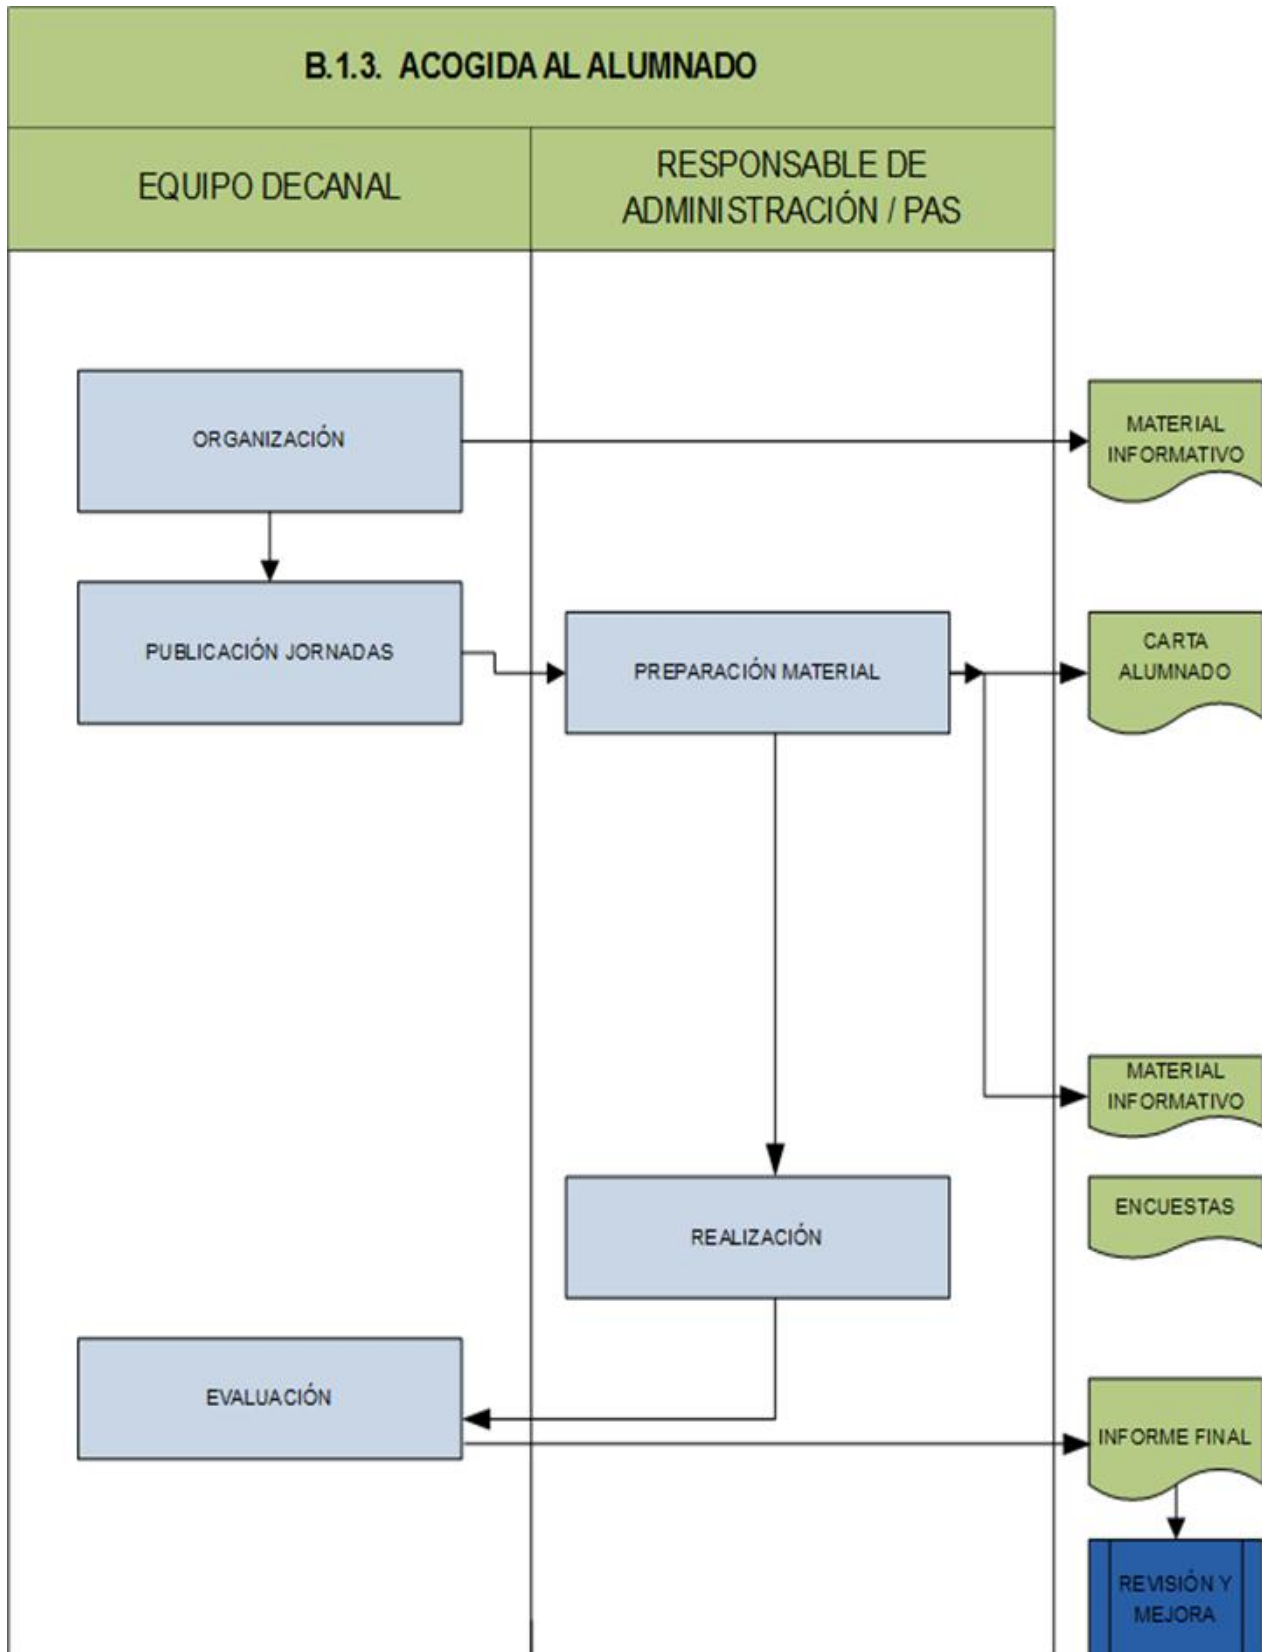 B.1.3. ACOGIDA AL ALUMNADO
EQUIPO DECANAL
RESPONSABLE DE
ADMINISTRACIÓN / PAS
ORGANIZACIÓN
MATERIAL
INFORMATIVO
PUBLICACIÓN JORNADAS
PREPARACIÓN MATERIAL
CARTA
ALUMNADO
MATERIAL
INFORMATIVO
ENCUESTAS
REALIZACIÓN
EVALUACIÓN
INFORME FINAL
REVISIÓN Y
MEJORA